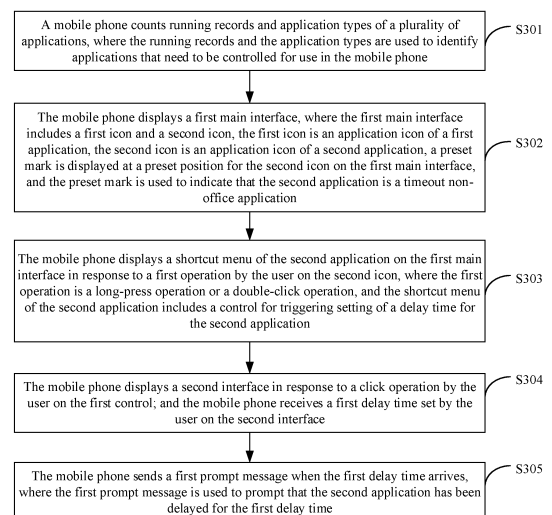 A mobile phone counts running records and application types of a plurality of
applications, where the running records and the application types are used to identify
applications that need to be controlled for use in the mobile phone
S301
The mobile phone displays a first main interface, where the first main interface
includes a first icon and a second icon, the first icon is an application icon of a first
application, the second icon is an application icon of a second application, a preset
mark is displayed at a preset position for the second icon on the first main interface,
and the preset mark is used to indicate that the second application is a timeout non-
office application
S302
The mobile phone displays a shortcut menu of the second application on the first main
interface in response to a first operation by the user on the second icon, where the first
operation is a long-press operation or a double-click operation, and the shortcut menu
of the second application includes a control for triggering setting of a delay time for
the second application
S303
The mobile phone displays a second interface in response to a click operation by the
user on the first control; and the mobile phone receives a first delay time set by the
user on the second interface
S304
The mobile phone sends a first prompt message when the first delay time arrives,
where the first prompt message is used to prompt that the second application has been
delayed for the first delay time
S305